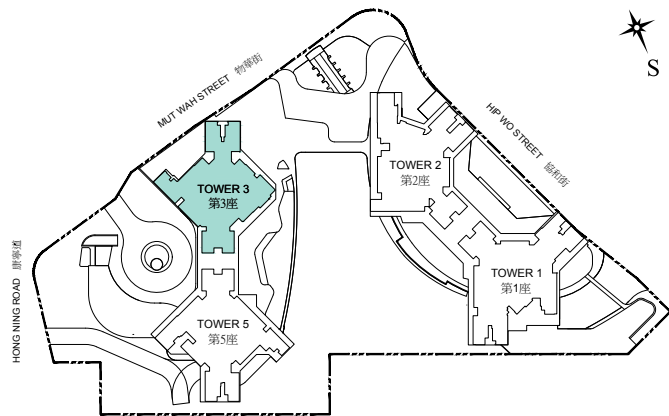 S
MUT WAH STREET 物華街
HIP WO STREET 協和街
TOWER 2
第2座
TOWER 3
第3座
HONG NING ROAD 康寧道
TOWER 1
第1座
TOWER 5
第5座